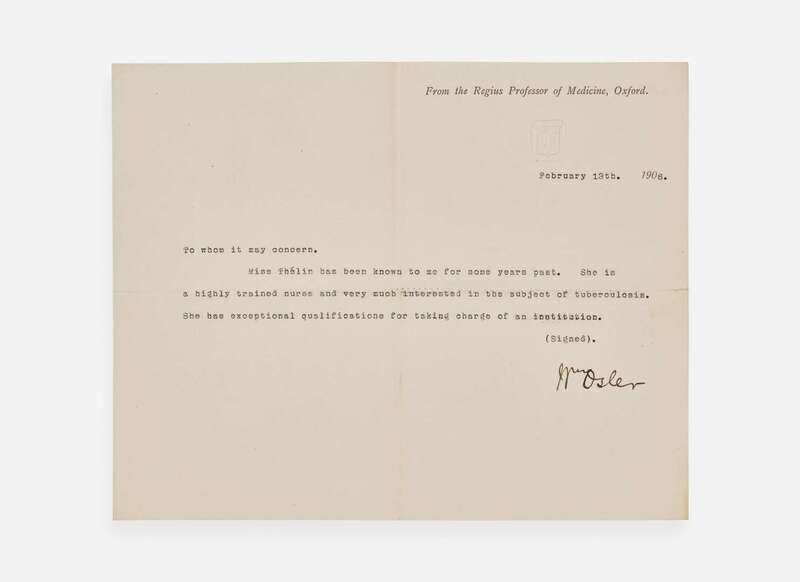 From the Regius Professor of Medicine, Oxford.
February 13th. 1906.
To whom it may concern.
Miss Thélin has been known to me for some years past. She is
a highly trained nurse and very much interested in the subject of tuberculosis.
She has exceptional qualifications for taking charge of an institution.
(Signed).
Wm Osler